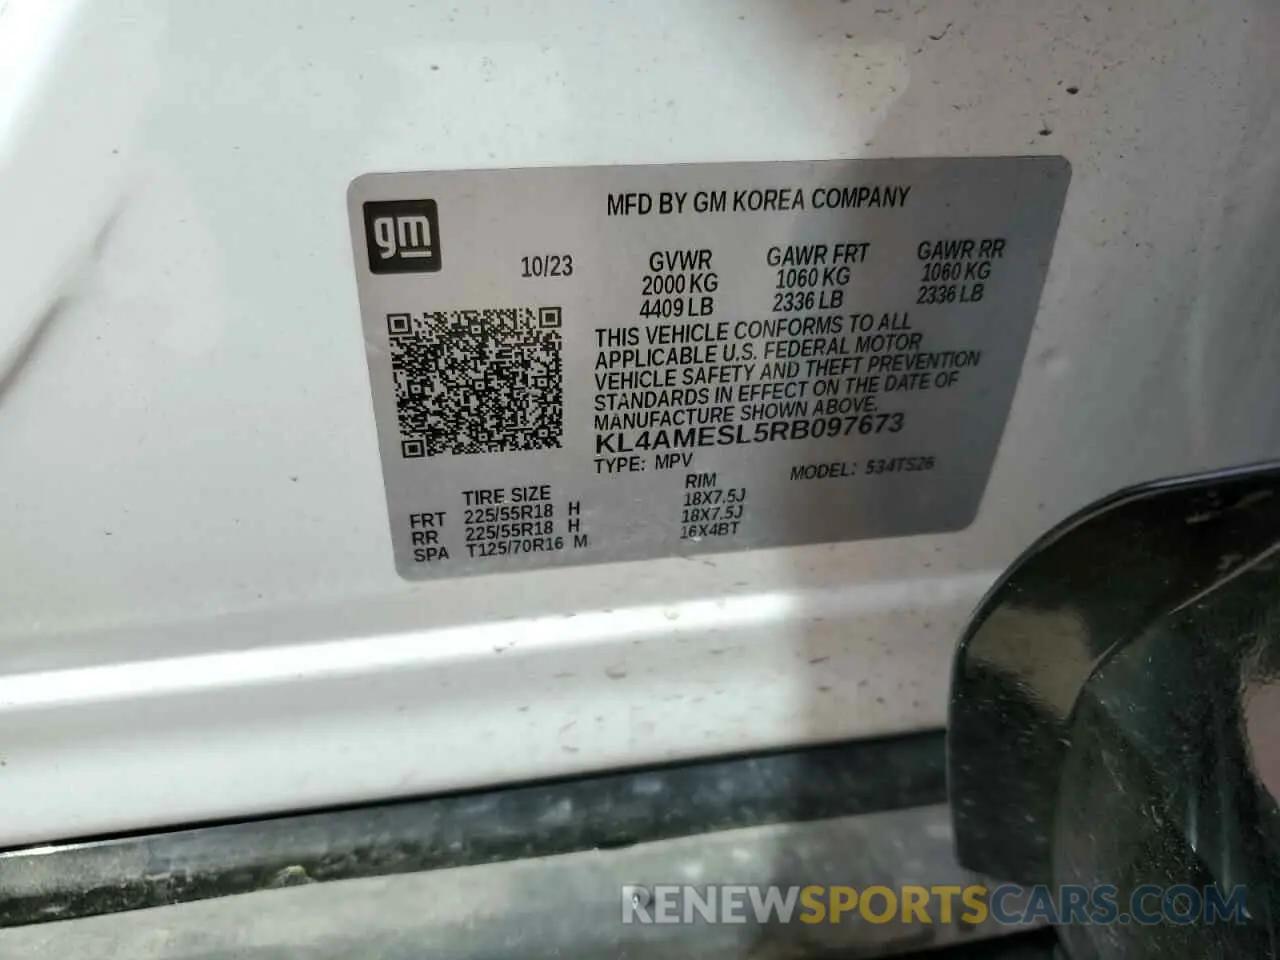 gm
MFD BY GM KOREA COMPANY
10/23
GVWR GAWR FRT GAWR RR
2000 KG 1060 KG 1060 KG
4409 LB 2336 LB 2336 LB
THIS VEHICLE CONFORMS TO ALL
APPLICABLE U.S. FEDERAL MOTOR
VEHICLE SAFETY AND THEFT PREVENTION
STANDARDS IN EFFECT ON THE DATE OF
MANUFACTURE SHOWN ABOVE.
KL4AMESL5RB097673
TYPE: MPV MODEL: 534TS26
TIRE SIZE RIM
FRT 225/55R18 H 18X7.5J
RR 225/55R18 H 18X7.5J
SPA T125/70R16 M 16X4BT
RENEWSPORTSCARS.COM